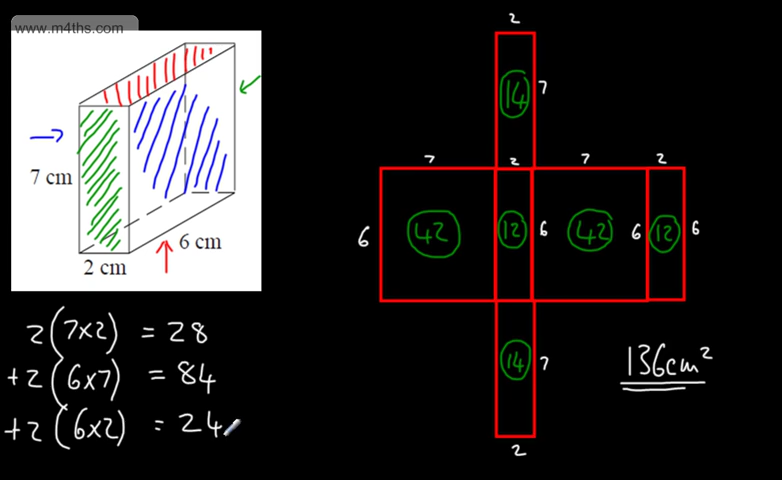 www.m4ths.com
7 cm
2 cm
6 cm
2(7×2) = 28
+2(6×7) = 84
+2(6×2) = 24
2
14 7
7 2 7 2
6 42 12 6 42 6 12 6
14 7
2
136cm²